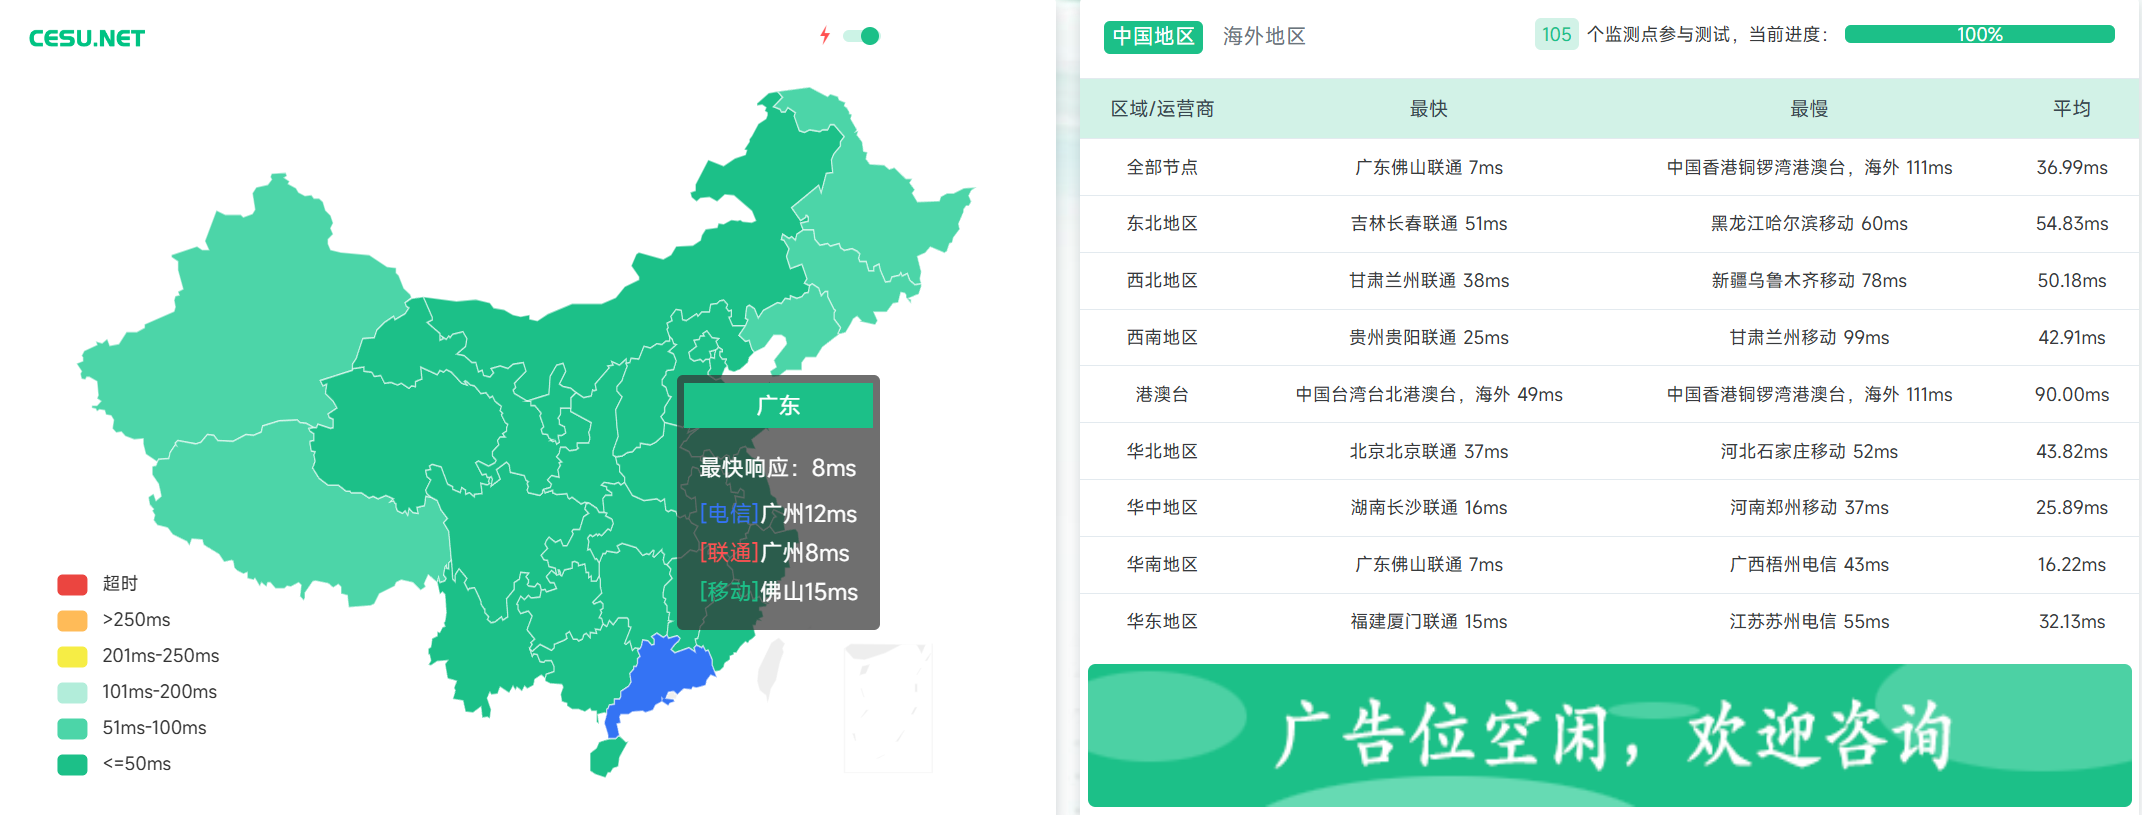 CESU.NET
广东
最快响应：8ms
[电信]广州12ms
[联通]广州8ms
[移动]佛山15ms
超时
>250ms
201ms-250ms
101ms-200ms
51ms-100ms
<=50ms
中国地区 海外地区 105 个监测点参与测试，当前进度： 100%
区域/运营商 最快 最慢 平均
全部节点 广东佛山联通 7ms 中国香港铜锣湾港澳台，海外 111ms 36.99ms
东北地区 吉林长春联通 51ms 黑龙江哈尔滨移动 60ms 54.83ms
西北地区 甘肃兰州联通 38ms 新疆乌鲁木齐移动 78ms 50.18ms
西南地区 贵州贵阳联通 25ms 甘肃兰州移动 99ms 42.91ms
港澳台 中国台湾台北港澳台，海外 49ms 中国香港铜锣湾港澳台，海外 111ms 90.00ms
华北地区 北京北京联通 37ms 河北石家庄移动 52ms 43.82ms
华中地区 湖南长沙联通 16ms 河南郑州移动 37ms 25.89ms
华南地区 广东佛山联通 7ms 广西梧州电信 43ms 16.22ms
华东地区 福建厦门联通 15ms 江苏苏州电信 55ms 32.13ms
广告位空闲，欢迎咨询